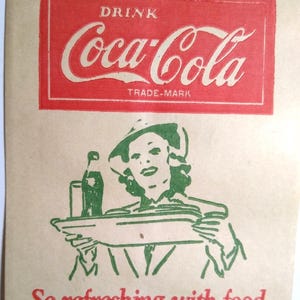 DRINK
Coca-Cola
TRADE-MARK
So refreshing with food